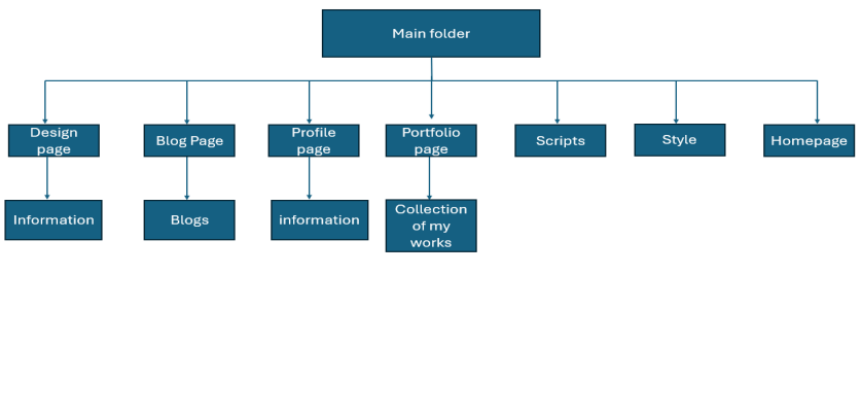 Main folder
Design
page
Blog Page
Profile
page
Portfolio
page
Scripts
Style
Homepage
Information
Blogs
information
Collection
of my
works